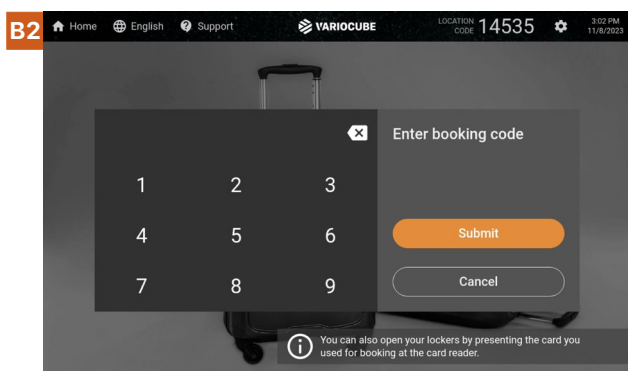 B2
Home English Support VARIOCUBE LOCATION CODE 14535 3:02 PM 11/8/2023
Enter booking code
1 2 3
4 5 6
7 8 9
Submit
Cancel
You can also open your lockers by presenting the card you
used for booking at the card reader.